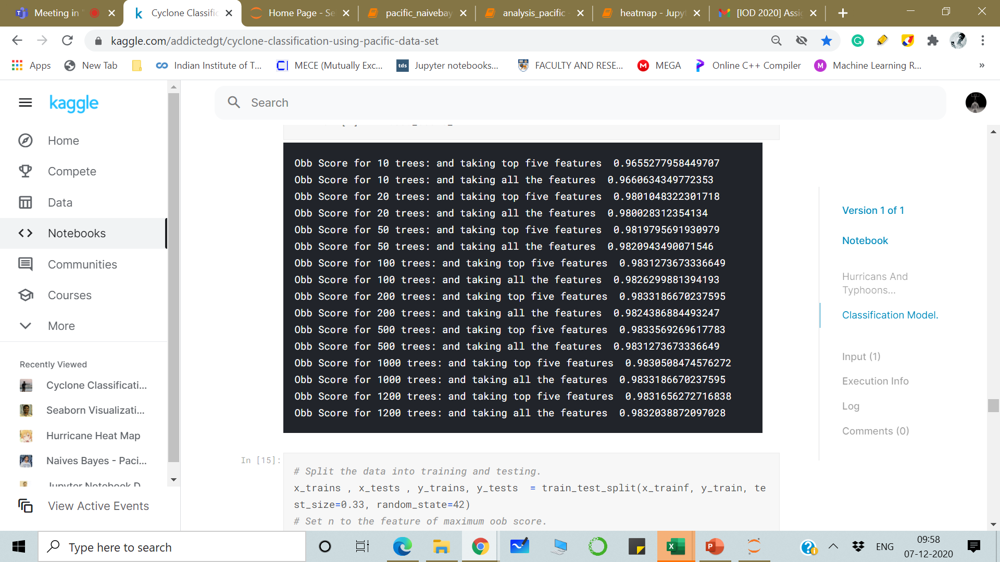 Meeting in
Cyclone Classific
Home Page - Se
pacific_naivebay
analysis_pacific
heatmap - Jupyt
[IOD 2020] Assi
kaggle.com/addictedgt/cyclone-classification-using-pacific-data-set
Apps
New Tab
Indian Institute of T...
MECE (Mutually Exc...
tds
Jupyter notebooks...
FACULTY AND RESE...
MEGA
Online C++ Compiler
Machine Learning R...
»
kaggle
Search
Home
Compete
Data
Notebooks
Communities
Courses
More
Recently Viewed
Cyclone Classificati...
Seaborn Visualizati...
Hurricane Heat Map
Naives Bayes - Paci...
Jupyter Notebook D
View Active Events
Obb Score for 10 trees: and taking top five features  0.9655277958449707
Obb Score for 10 trees: and taking all the features  0.9660634349772353
Obb Score for 20 trees: and taking top five features  0.9801048322301718
Obb Score for 20 trees: and taking all the features  0.980028312354134
Obb Score for 50 trees: and taking top five features  0.9819795691930979
Obb Score for 50 trees: and taking all the features  0.9820943490071546
Obb Score for 100 trees: and taking top five features  0.9831273673336649
Obb Score for 100 trees: and taking all the features  0.9826299881394193
Obb Score for 200 trees: and taking top five features  0.9833186670237595
Obb Score for 200 trees: and taking all the features  0.9824386884493247
Obb Score for 500 trees: and taking top five features  0.9833569269617783
Obb Score for 500 trees: and taking all the features  0.9831273673336649
Obb Score for 1000 trees: and taking top five features  0.9830508474576272
Obb Score for 1000 trees: and taking all the features  0.9833186670237595
Obb Score for 1200 trees: and taking top five features  0.9831656272716838
Obb Score for 1200 trees: and taking all the features  0.9832038872097028
In [15]:
# Split the data into training and testing.
x_trains , x_tests , y_trains, y_tests  = train_test_split(x_trainf, y_train, te
st_size=0.33, random_state=42)
# Set n to the feature of maximum oob score.
Version 1 of 1
Notebook
Hurricans And
Typhoons...
Classification Model.
Input (1)
Execution Info
Log
Comments (0)
Type here to search
ENG
09:58
07-12-2020